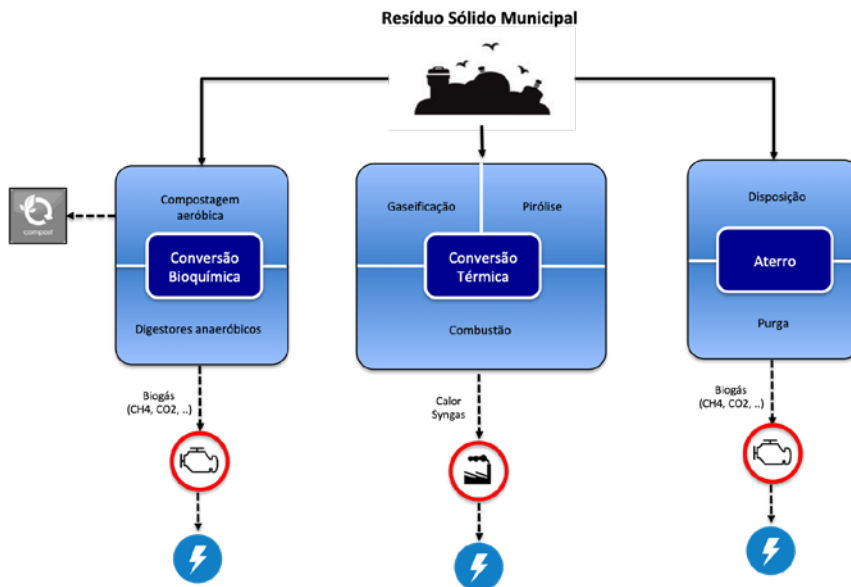 Resíduo Sólido Municipal
Compostagem
aeróbica
Conversão
Bioquímica
Digestores anaeróbicos
compost
Biogás
(CH4, CO2, ..)
Gaseificação
Pirólise
Conversão
Térmica
Combustão
Calor
Syngas
Disposição
Aterro
Purga
Biogás
(CH4, CO2, ..)